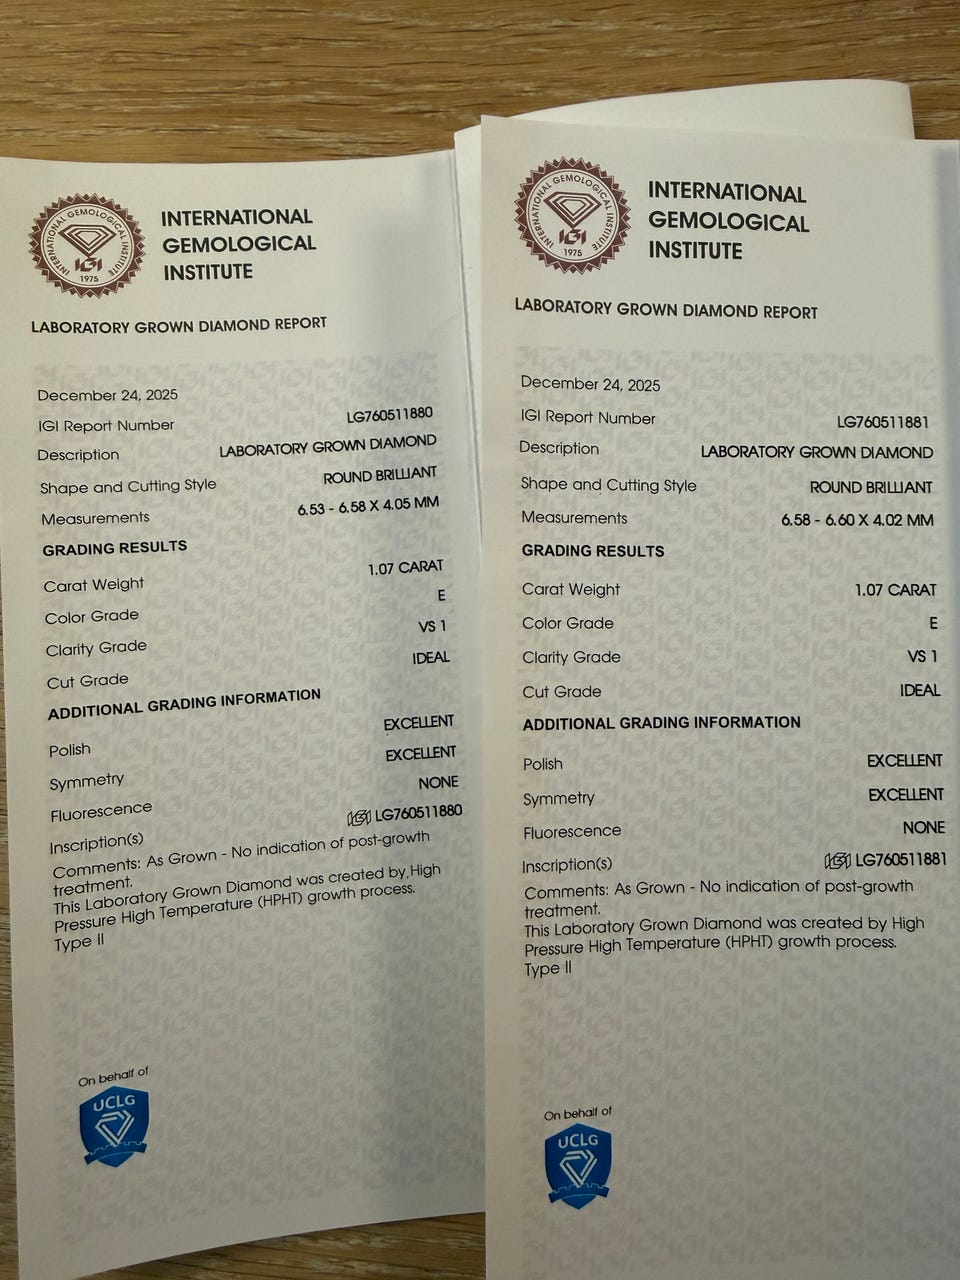 INTERNATIONAL GEMOLOGICAL INSTITUTE
IGI
1975
INTERNATIONAL
GEMOLOGICAL
INSTITUTE
LABORATORY GROWN DIAMOND REPORT
December 24, 2025
IGI Report Number LG760511880
Description LABORATORY GROWN DIAMOND
Shape and Cutting Style ROUND BRILLIANT
Measurements 6.53 - 6.58 X 4.05 MM
GRADING RESULTS
Carat Weight 1.07 CARAT
Color Grade E
Clarity Grade VS 1
Cut Grade IDEAL
ADDITIONAL GRADING INFORMATION
Polish EXCELLENT
Symmetry EXCELLENT
Fluorescence NONE
Inscription(s) IGI LG760511880
Comments: As Grown - No indication of post-growth
treatment.
This Laboratory Grown Diamond was created by High
Pressure High Temperature (HPHT) growth process.
Type II
On behalf of
UCLG
INTERNATIONAL GEMOLOGICAL INSTITUTE
IGI
1975
INTERNATIONAL
GEMOLOGICAL
INSTITUTE
LABORATORY GROWN DIAMOND REPORT
December 24, 2025
IGI Report Number LG760511881
Description LABORATORY GROWN DIAMOND
Shape and Cutting Style ROUND BRILLIANT
Measurements 6.58 - 6.60 X 4.02 MM
GRADING RESULTS
Carat Weight 1.07 CARAT
Color Grade E
Clarity Grade VS 1
Cut Grade IDEAL
ADDITIONAL GRADING INFORMATION
Polish EXCELLENT
Symmetry EXCELLENT
Fluorescence NONE
Inscription(s) IGI LG760511881
Comments: As Grown - No indication of post-growth
treatment.
This Laboratory Grown Diamond was created by High
Pressure High Temperature (HPHT) growth process.
Type II
On behalf of
UCLG